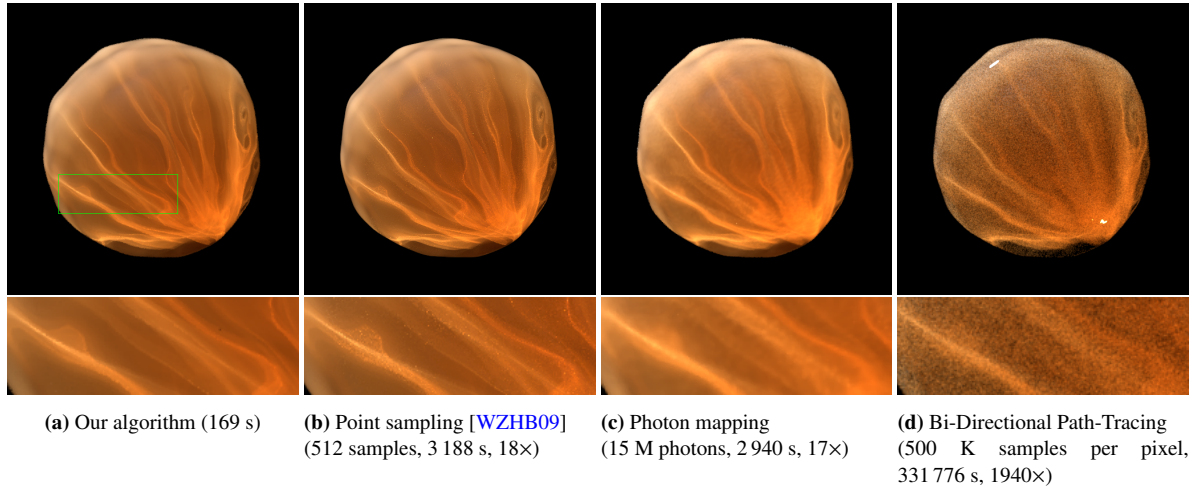 (a) Our algorithm (169 s)
(b) Point sampling [WZHB09]
(512 samples, 3 188 s, 18×)
(c) Photon mapping
(15 M photons, 2 940 s, 17×)
(d) Bi-Directional Path-Tracing
(500 K samples per pixel,
331 776 s, 1940×)